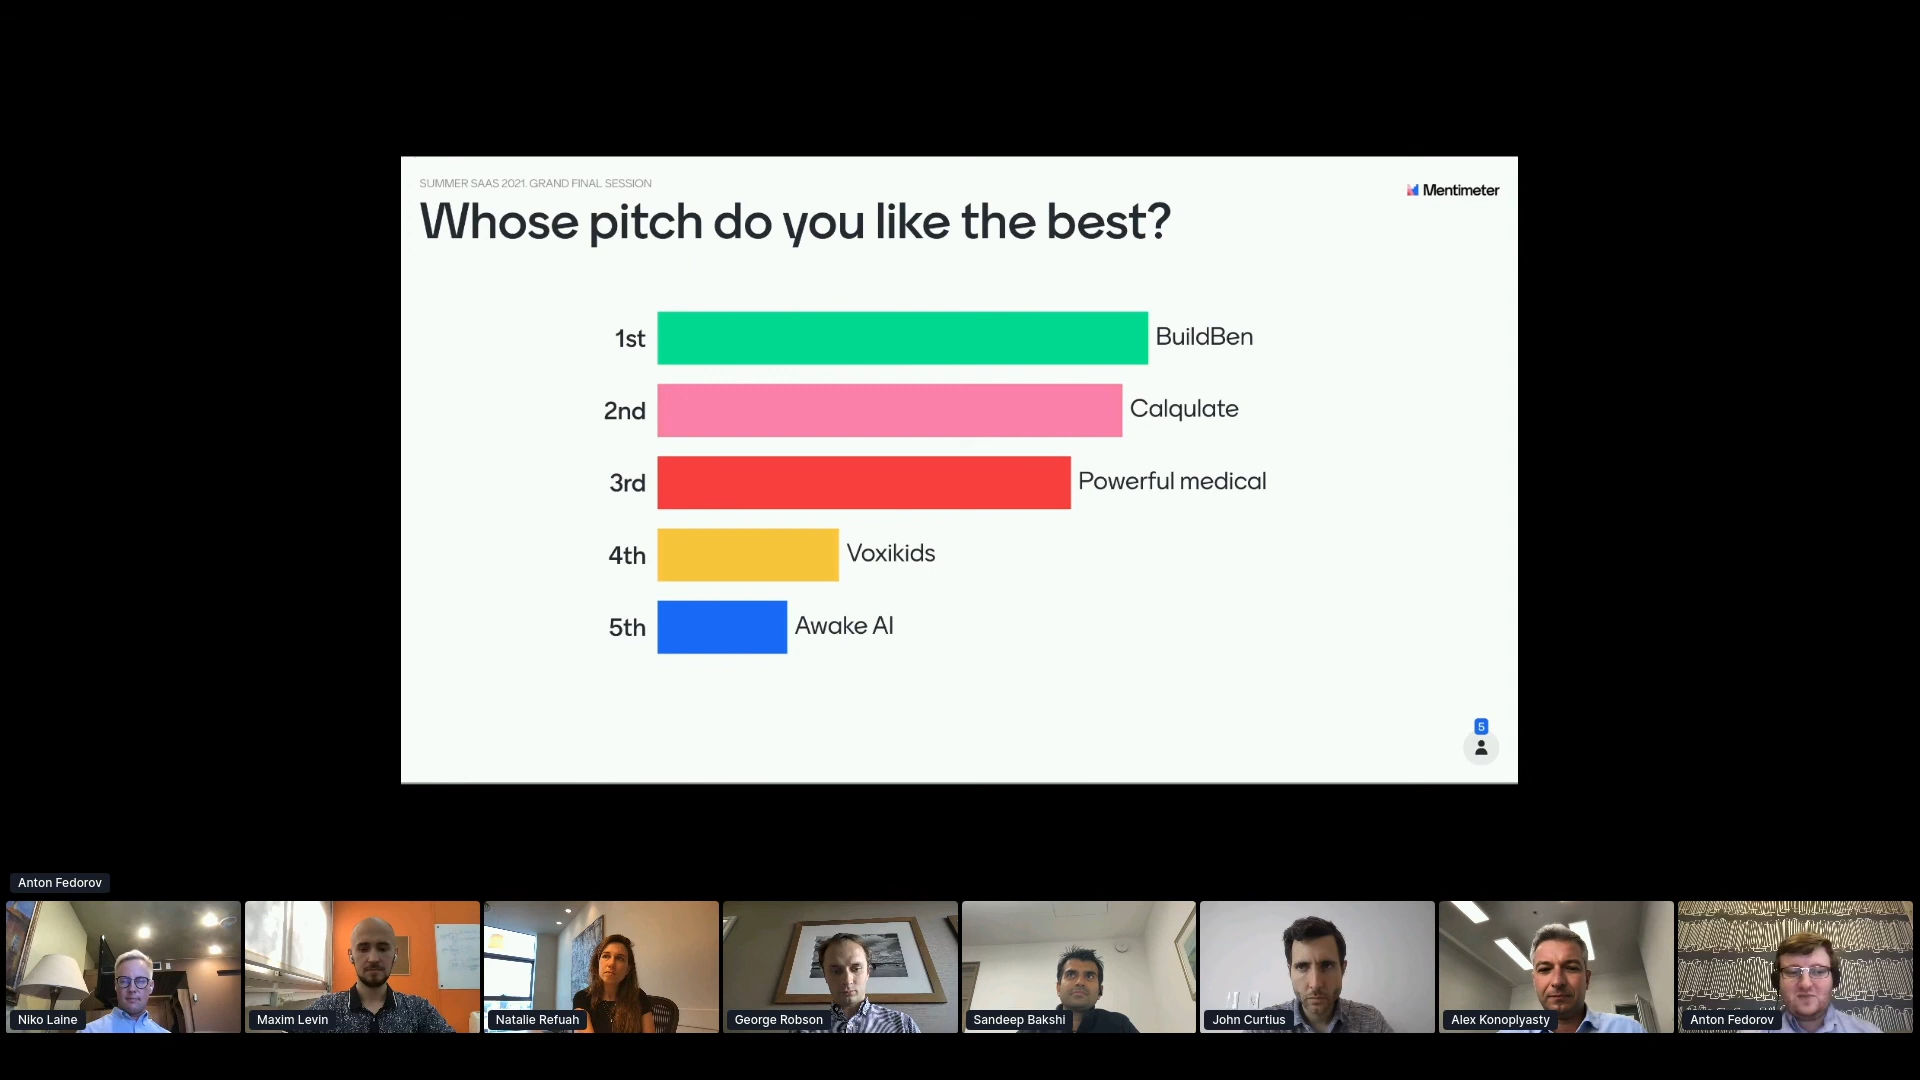 SUMMER SAAS 2021. GRAND FINAL SESSION
Mentimeter
Whose pitch do you like the best?
1st BuildBen
2nd Calqulate
3rd Powerful medical
4th Voxikids
5th Awake AI
5
Anton Fedorov
Niko Laine
Maxim Levin
Natalie Refuah
George Robson
Sandeep Bakshi
John Curtius
Alex Konoplyasty
Anton Fedorov